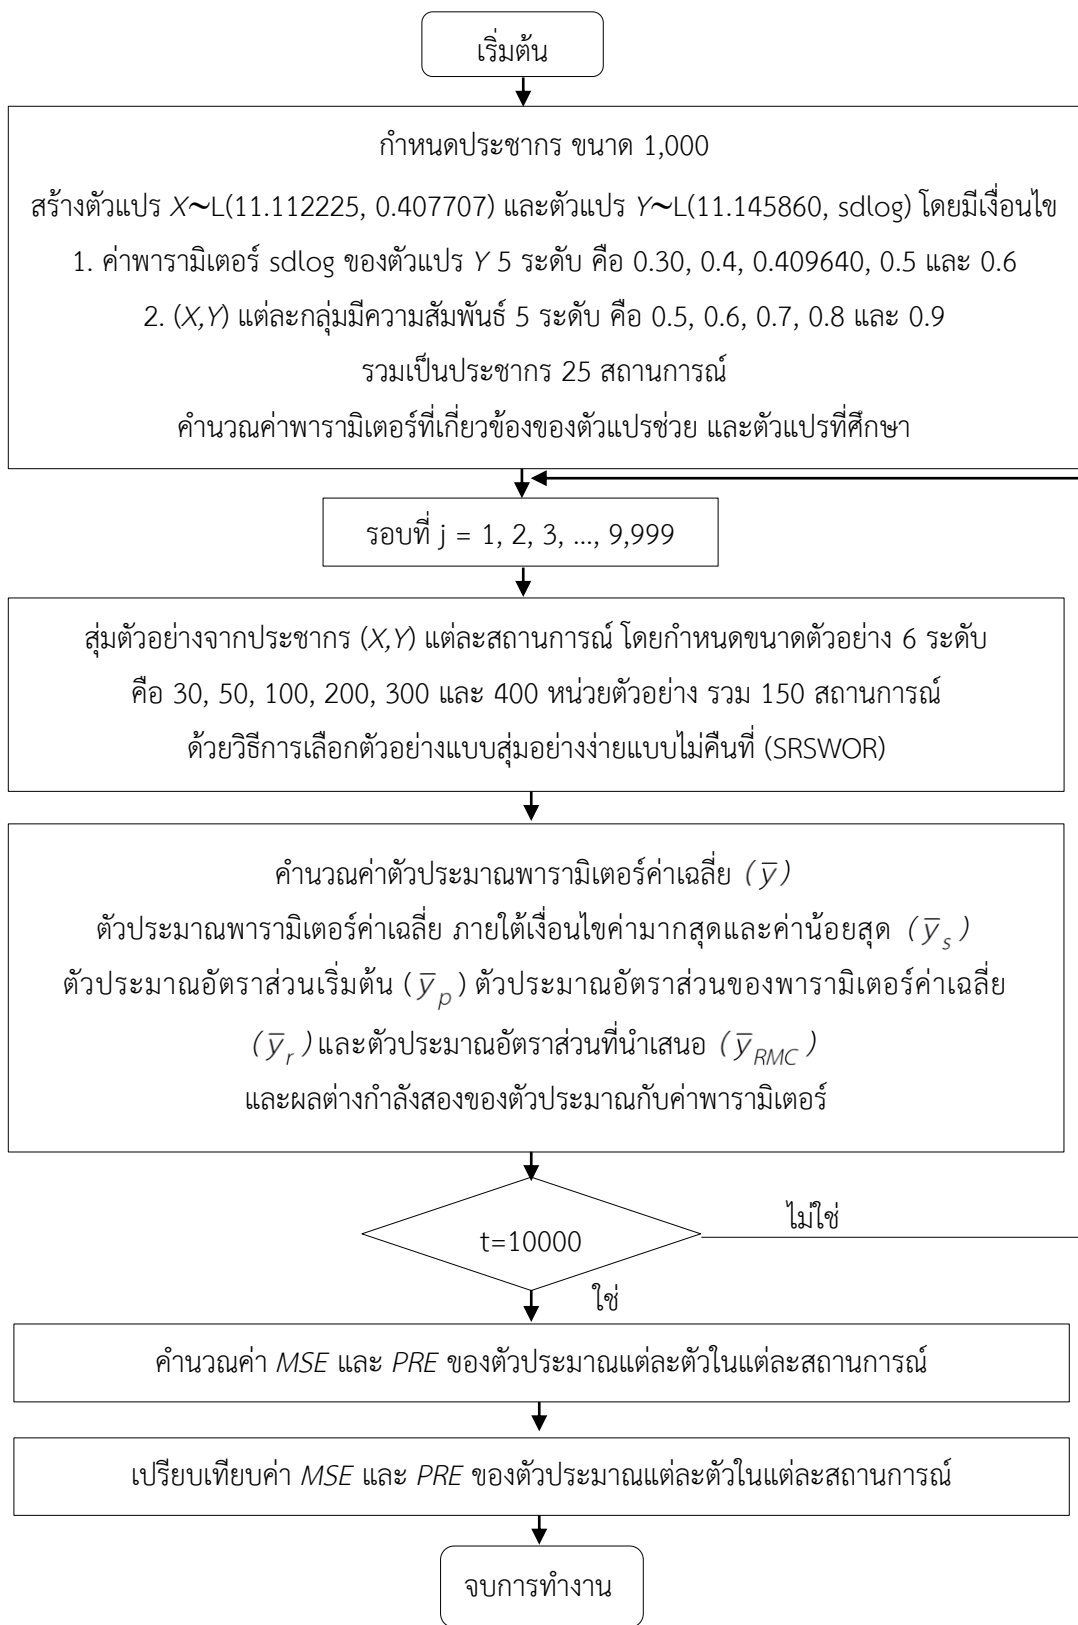 เริ่มต้น
กำหนดประชากร ขนาด 1,000
สร้างตัวแปร X~L(11.112225, 0.407707) และตัวแปร Y~L(11.145860, sdlog) โดยมีเงื่อนไข
1. ค่าพารามิเตอร์ sdlog ของตัวแปร Y 5 ระดับ คือ 0.30, 0.4, 0.409640, 0.5 และ 0.6
2. (X,Y) แต่ละกลุ่มมีความสัมพันธ์ 5 ระดับ คือ 0.5, 0.6, 0.7, 0.8 และ 0.9
รวมเป็นประชากร 25 สถานการณ์
คำนวณค่าพารามิเตอร์ที่เกี่ยวข้องของตัวแปรช่วย และตัวแปรที่ศึกษา
รอบที่ j = 1, 2, 3, ..., 9,999
สุ่มตัวอย่างจากประชากร (X,Y) แต่ละสถานการณ์ โดยกำหนดขนาดตัวอย่าง 6 ระดับ
คือ 30, 50, 100, 200, 300 และ 400 หน่วยตัวอย่าง รวม 150 สถานการณ์
ด้วยวิธีการเลือกตัวอย่างแบบสุ่มอย่างง่ายแบบไม่คืนที่ (SRSWOR)
คำนวณค่าตัวประมาณพารามิเตอร์ค่าเฉลี่ย (y̅)
ตัวประมาณพารามิเตอร์ค่าเฉลี่ย ภายใต้เงื่อนไขค่ามากสุดและค่าน้อยสุด (y̅_s)
ตัวประมาณอัตราส่วนเริ่มต้น (y̅_p) ตัวประมาณอัตราส่วนของพารามิเตอร์ค่าเฉลี่ย
(y̅_r) และตัวประมาณอัตราส่วนที่นำเสนอ (y̅_RMC)
และผลต่างกำลังสองของตัวประมาณกับค่าพารามิเตอร์
t=10000
ไม่ใช่
ใช่
คำนวณค่า MSE และ PRE ของตัวประมาณแต่ละตัวในแต่ละสถานการณ์
เปรียบเทียบค่า MSE และ PRE ของตัวประมาณแต่ละตัวในแต่ละสถานการณ์
จบการทำงาน